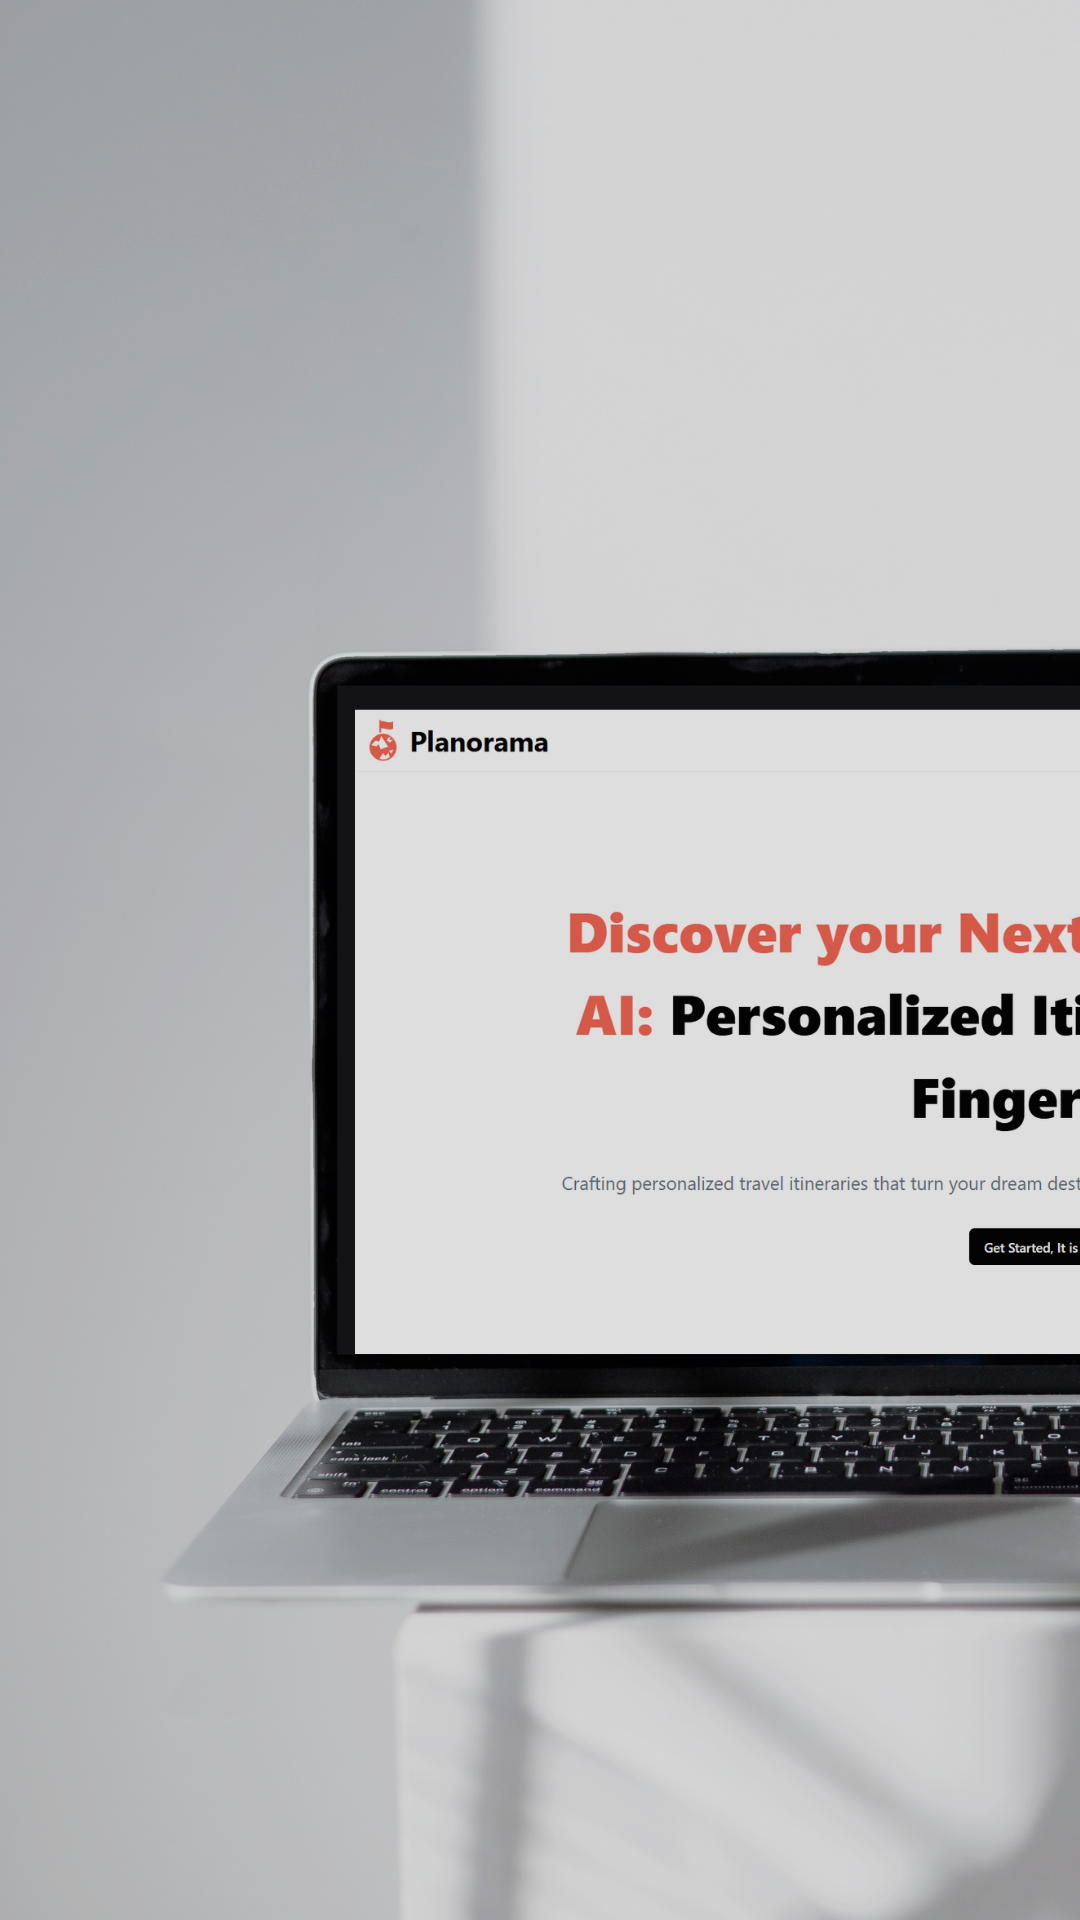 Planorama
Discover your Next
AI: Personalized Iti
Finger
Crafting personalized travel itineraries that turn your dream dest
Get Started, It is
esc
tab
Q W E R T Y U I O
caps lock A S D F G H J K L
shift Z X C V B N M
fn control option command command